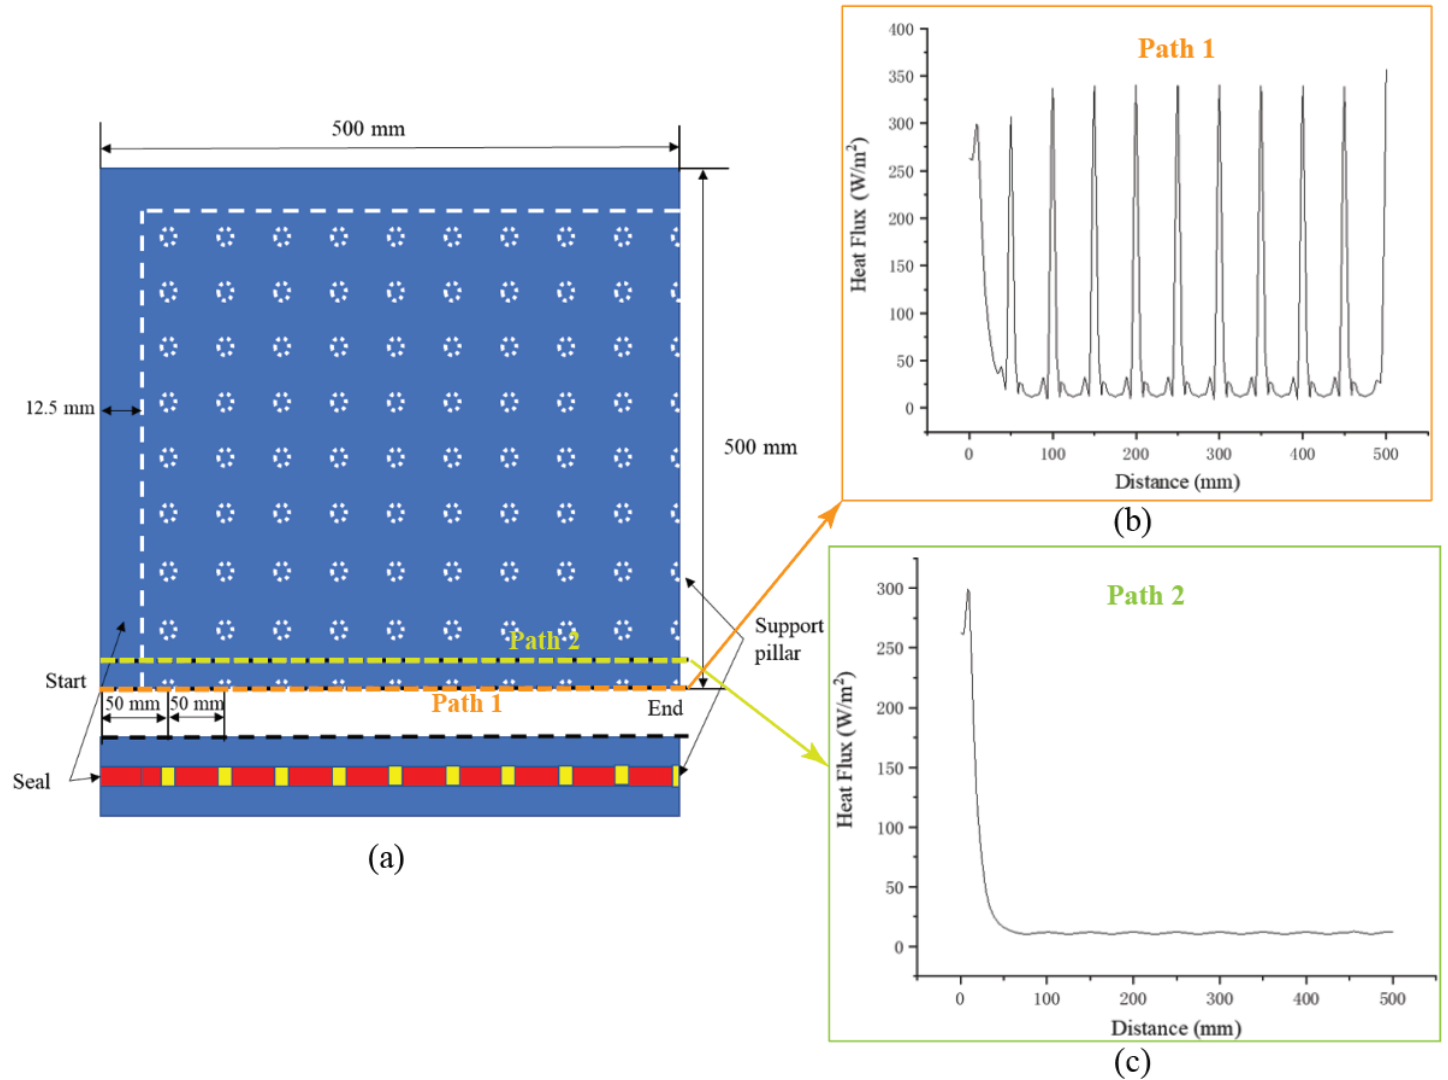 500 mm
12.5 mm
500 mm
Path 2
Support
pillar
Start
50 mm
50 mm
Path 1
End
Seal
(a)
Path 1
400
350
300
250
200
150
100
50
0
Heat Flux (W/m²)
0
100
200
300
400
500
Distance (mm)
(b)
Path 2
300
250
200
150
100
50
0
Heat Flux (W/m²)
0
100
200
300
400
500
Distance (mm)
(c)